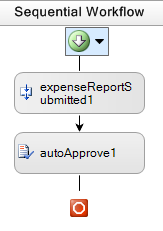 Sequential Workflow
expenseReportS
ubmitted1
autoApprove1